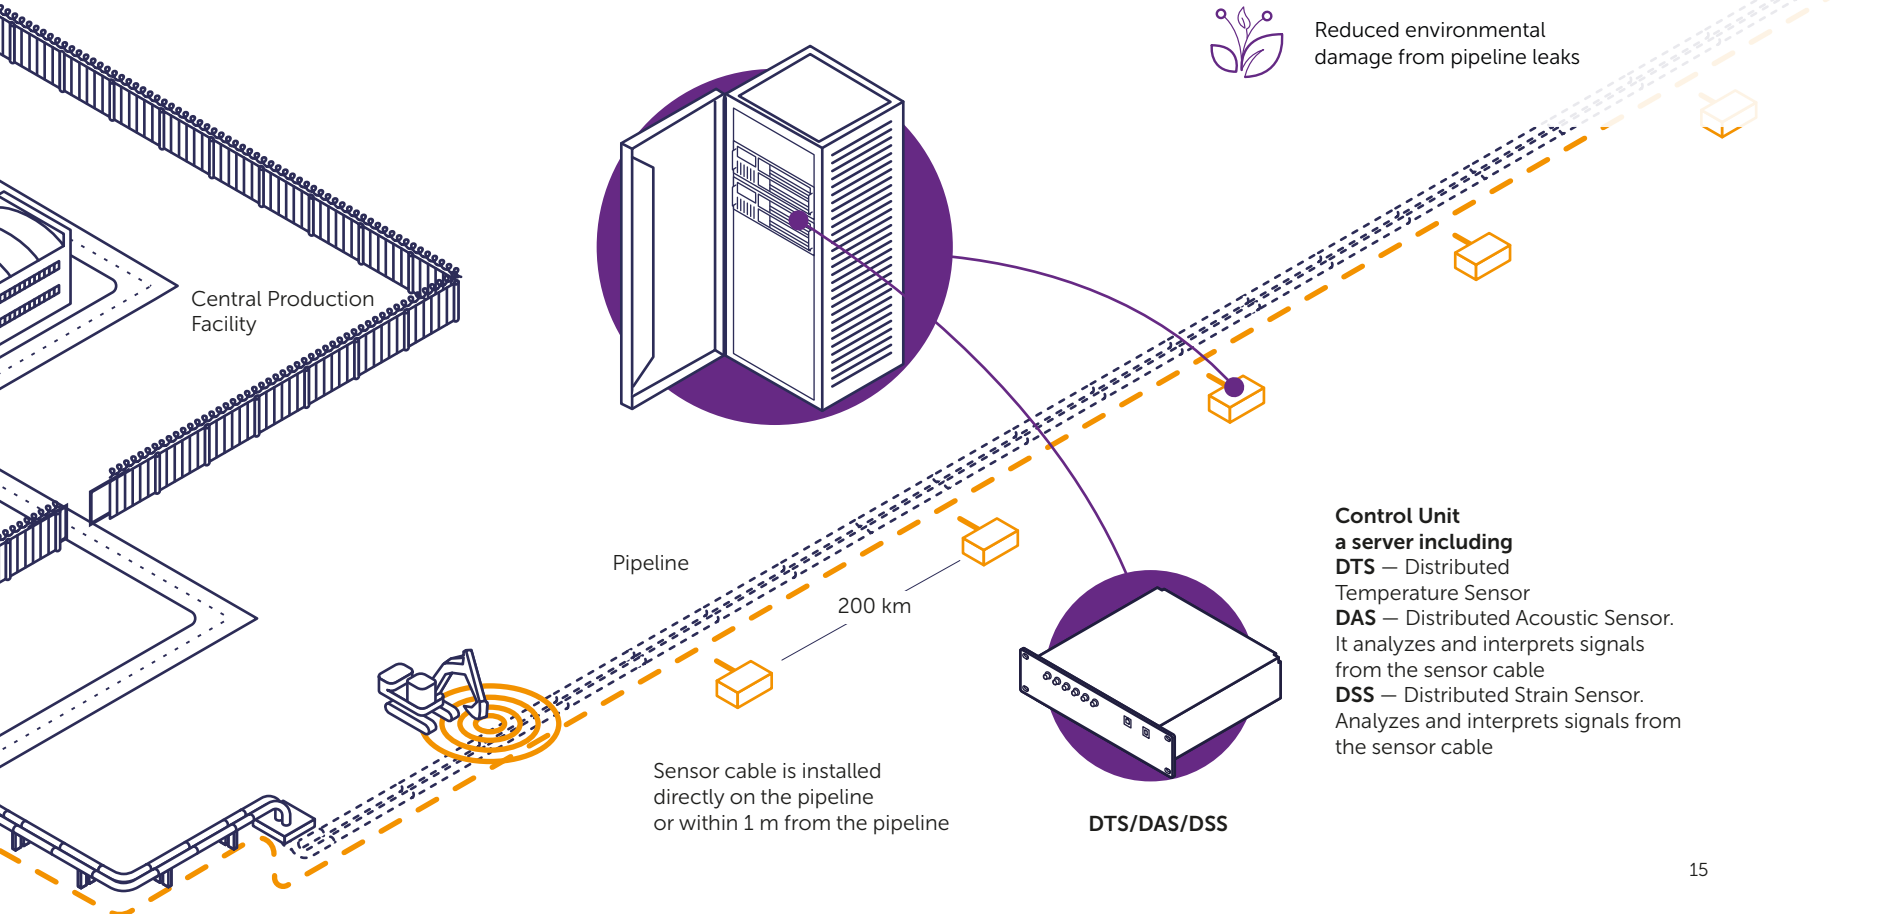 Reduced environmental
damage from pipeline leaks
Central Production
Facility
Pipeline
200 km
Control Unit
a server including
DTS — Distributed
Temperature Sensor
DAS — Distributed Acoustic Sensor.
It analyzes and interprets signals
from the sensor cable
DSS — Distributed Strain Sensor.
Analyzes and interprets signals from
the sensor cable
Sensor cable is installed
directly on the pipeline
or within 1 m from the pipeline
DTS/DAS/DSS
15